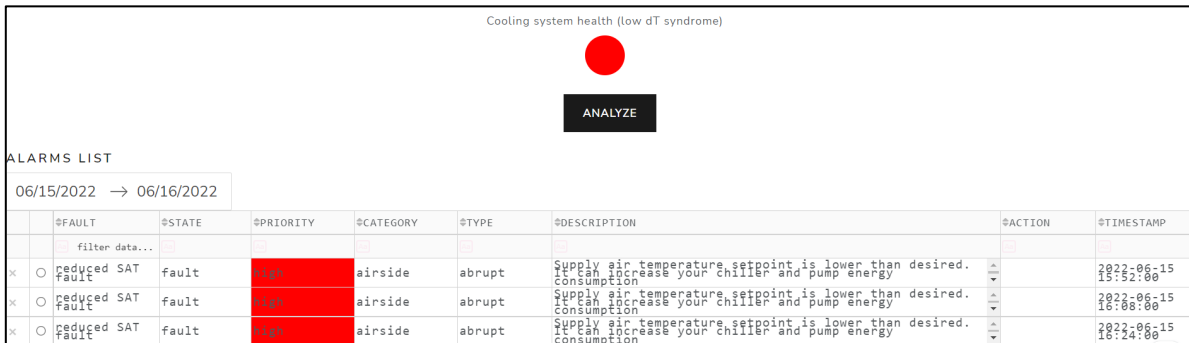 Cooling system health (low dT syndrome)
ANALYZE
ALARMS LIST
06/15/2022 → 06/16/2022
FAULT STATE PRIORITY CATEGORY TYPE DESCRIPTION ACTION TIMESTAMP
filter data...
reduced SAT fault fault high airside abrupt Supply air temperature setpoint is lower than desired. It can increase your chiller and pump energy consumption 2022-06-15 15:52:00
reduced SAT fault fault high airside abrupt Supply air temperature setpoint is lower than desired. It can increase your chiller and pump energy consumption 2022-06-15 16:08:00
reduced SAT fault fault high airside abrupt Supply air temperature setpoint is lower than desired. It can increase your chiller and pump energy consumption 2022-06-15 16:24:00